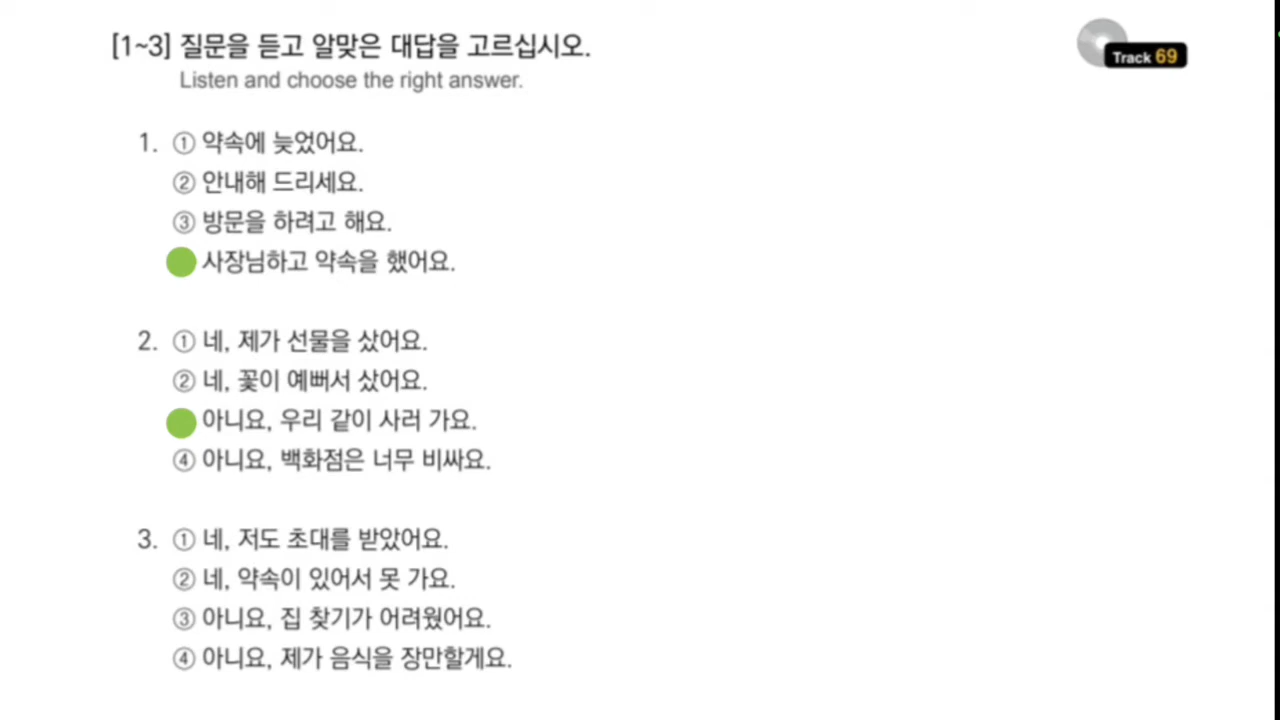 [1~3] 질문을 듣고 알맞은 대답을 고르십시오.
Track 69
Listen and choose the right answer.
1. ① 약속에 늦었어요.
② 안내해 드리세요.
③ 방문을 하려고 해요.
사장님하고 약속을 했어요.
2. ① 네, 제가 선물을 샀어요.
② 네, 꽃이 예뻐서 샀어요.
아니요, 우리 같이 사러 가요.
④ 아니요, 백화점은 너무 비싸요.
3. ① 네, 저도 초대를 받았어요.
② 네, 약속이 있어서 못 가요.
③ 아니요, 집 찾기가 어려웠어요.
④ 아니요, 제가 음식을 장만할게요.